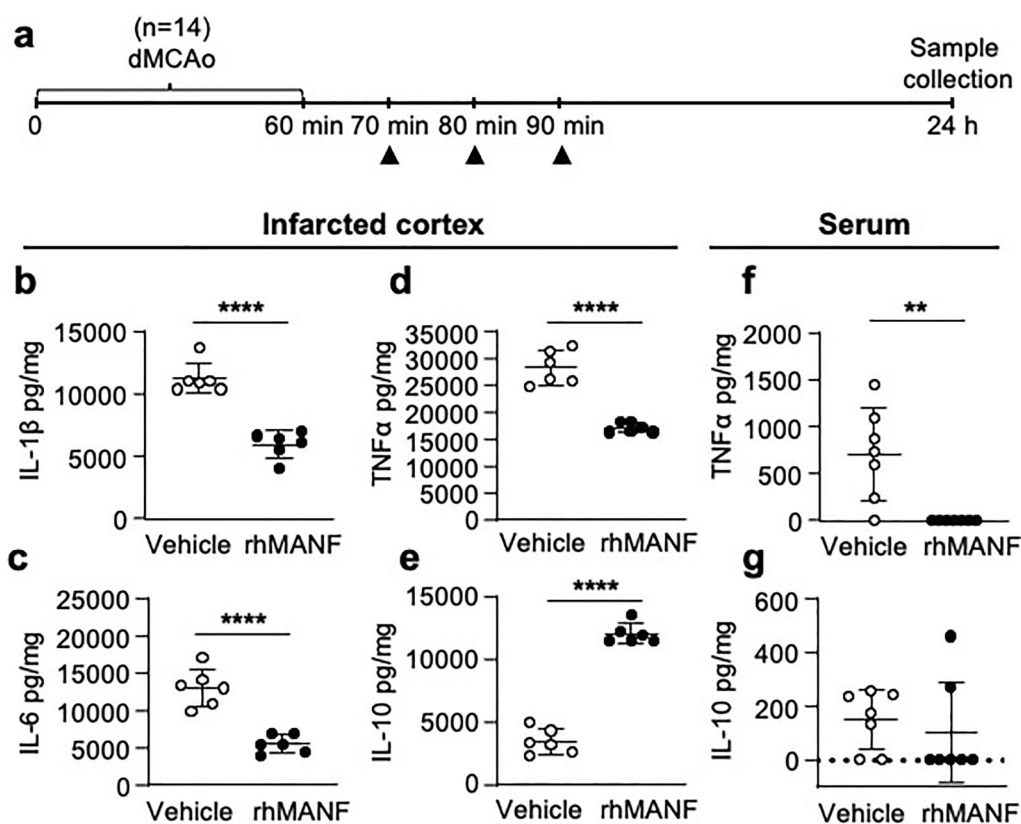 a
(n=14)
dMCAo
Sample
collection
0
60 min
70 min
80 min
90 min
24 h
Infarcted cortex
Serum
b
****
IL-1β pg/mg
15000
10000
5000
0
Vehicle
rhMANF
d
****
TNFα pg/mg
35000
30000
25000
20000
15000
10000
5000
0
Vehicle
rhMANF
f
**
TNFα pg/mg
2000
1500
1000
500
0
Vehicle
rhMANF
c
****
IL-6 pg/mg
25000
20000
15000
10000
5000
0
Vehicle
rhMANF
e
****
IL-10 pg/mg
15000
10000
5000
0
Vehicle
rhMANF
g
IL-10 pg/mg
600
400
200
0
Vehicle
rhMANF